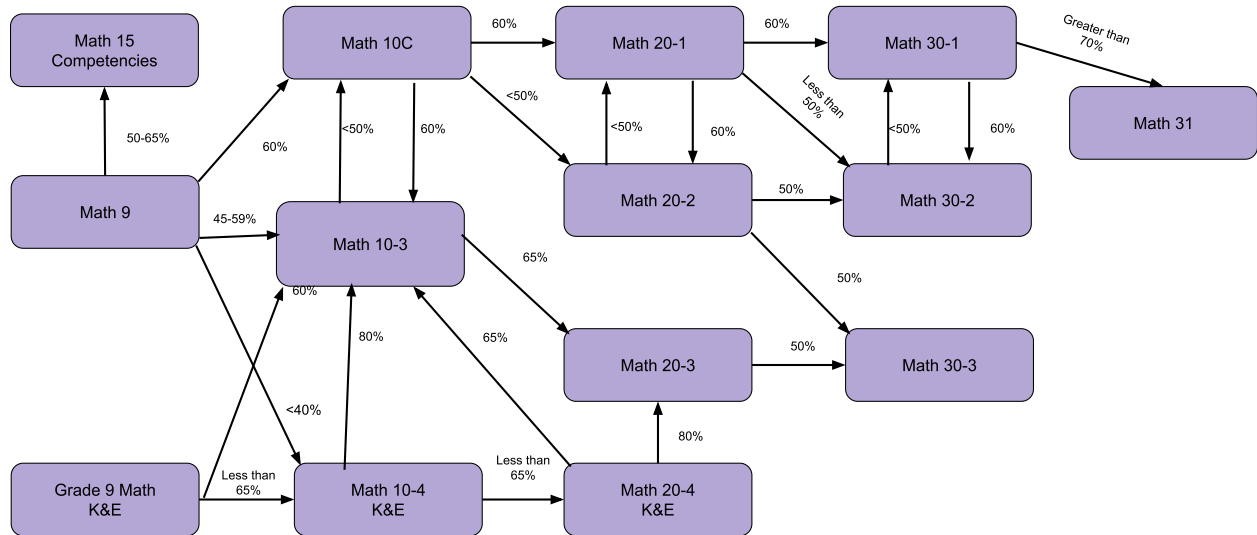 Math 15
Competencies
Math 10C
60%
Math 20-1
60%
Math 30-1
Greater than
70%
Math 31
50-65%
60%
<50%
60%
<50%
<50%
60%
Less than
50%
<50%
60%
Math 9
45-59%
Math 10-3
Math 20-2
50%
Math 30-2
65%
50%
60%
80%
65%
Math 20-3
50%
Math 30-3
<40%
80%
Grade 9 Math
K&E
Less than
65%
Math 10-4
K&E
Less than
65%
Math 20-4
K&E